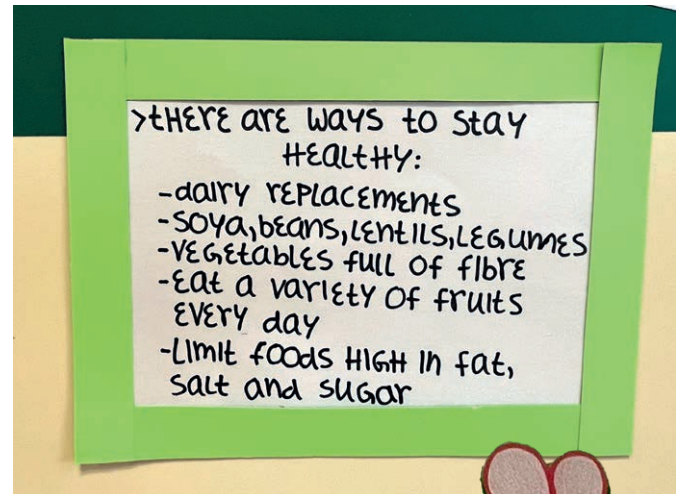 >tHERE are ways to stay
HEaltHy:
-dairy REplacEmEnts
-soya,bEans,LEntils,LEGumEs
-VEGEtablES full of fibrE
-Eat a variEty of fruits
EVERy day
-Limit foods HIGH in fat,
salt and suGar